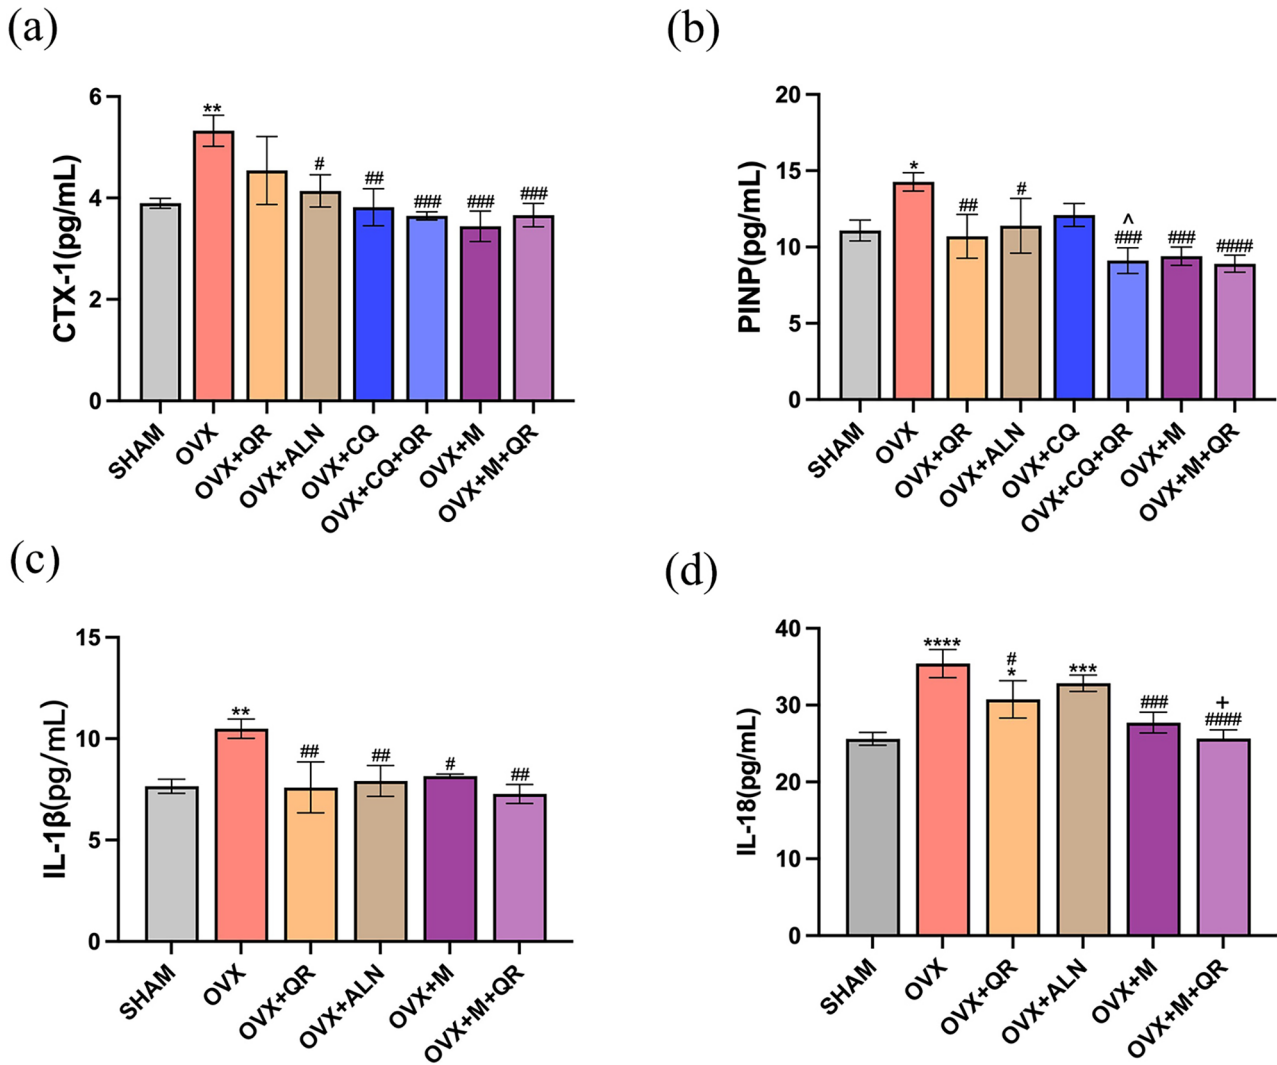 (a)
CTX-1(pg/mL)
6
4
2
0
**
#
##
###
###
###
SHAM
OVX
OVX+QR
OVX+ALN
OVX+CQ
OVX+CQ+QR
OVX+M
OVX+M+QR
(b)
PINP(pg/mL)
20
15
10
5
0
*
##
#
^
###
###
####
SHAM
OVX
OVX+QR
OVX+ALN
OVX+CQ
OVX+CQ+QR
OVX+M
OVX+M+QR
(c)
IL-1β(pg/mL)
15
10
5
0
**
##
##
#
##
SHAM
OVX
OVX+QR
OVX+ALN
OVX+M
OVX+M+QR
(d)
IL-18(pg/mL)
40
30
20
10
0
****
#
*
***
###
+
####
SHAM
OVX
OVX+QR
OVX+ALN
OVX+M
OVX+M+QR